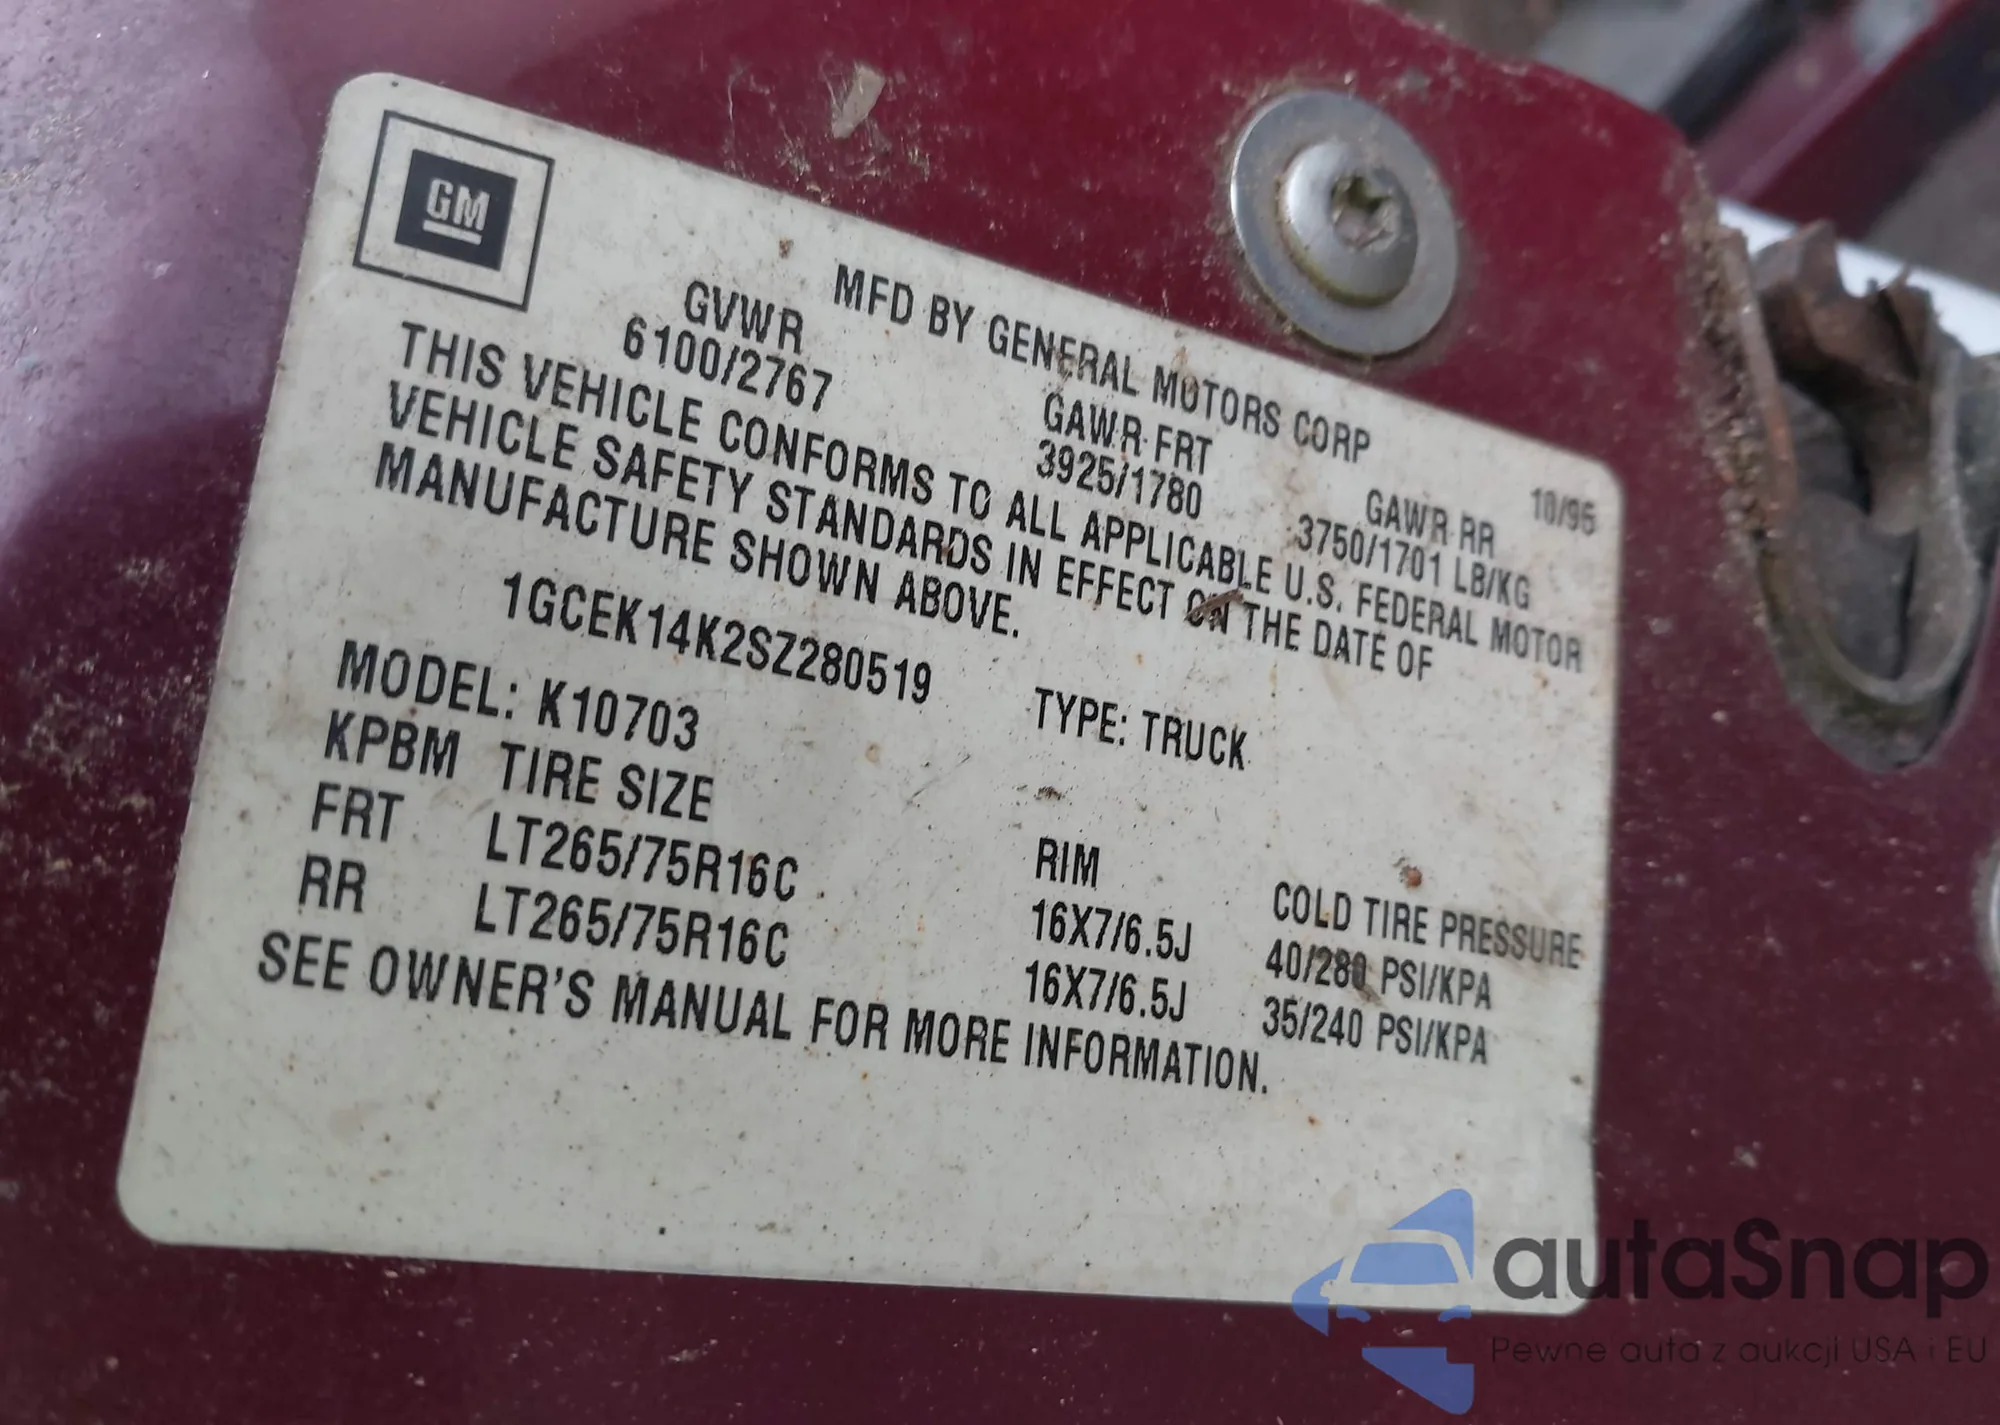 GM
MFD BY GENERAL MOTORS CORP 10/95
GVWR GAWR FRT GAWR RR
6100/2767 3925/1780 3750/1701 LB/KG
THIS VEHICLE CONFORMS TO ALL APPLICABLE U.S. FEDERAL MOTOR
VEHICLE SAFETY STANDARDS IN EFFECT ON THE DATE OF
MANUFACTURE SHOWN ABOVE.
1GCEK14K2SZ280519 TYPE: TRUCK
MODEL: K10703
KPBM TIRE SIZE RIM COLD TIRE PRESSURE
FRT LT265/75R16C 16X7/6.5J 40/280 PSI/KPA
RR LT265/75R16C 16X7/6.5J 35/240 PSI/KPA
SEE OWNER'S MANUAL FOR MORE INFORMATION.
autaSnap
Pewne auta z aukcji USA i EU